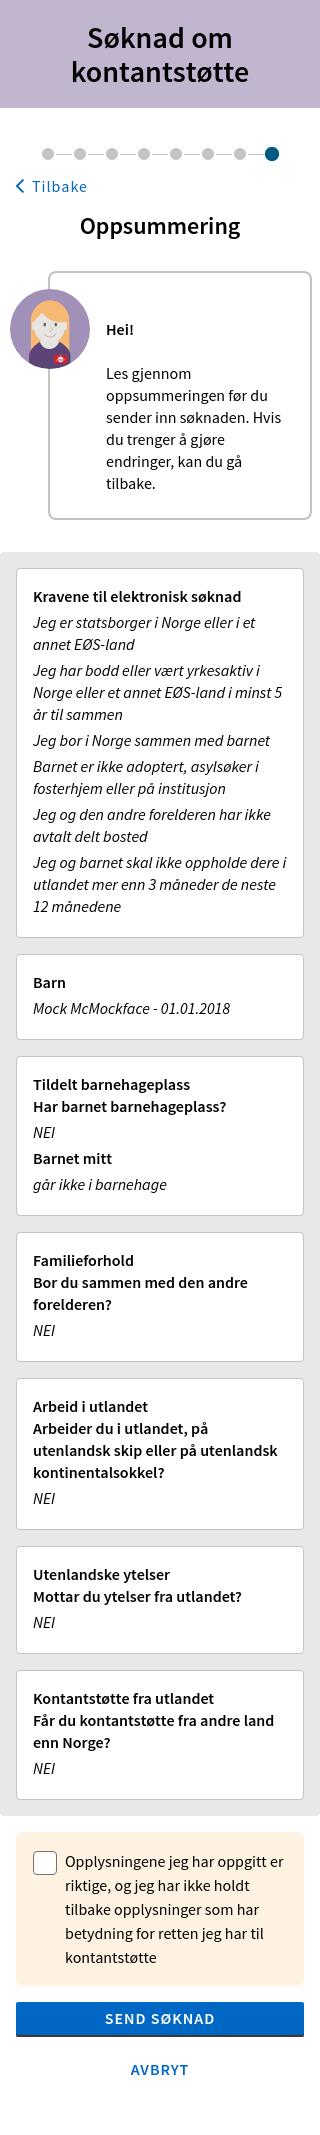 Søknad om
kontantstøtte
Tilbake
Oppsummering
Hei!
Les gjennom
oppsummeringen før du
sender inn søknaden. Hvis
du trenger å gjøre
endringer, kan du gå
tilbake.
Kravene til elektronisk søknad
Jeg er statsborger i Norge eller i et
annet EØS-land
Jeg har bodd eller vært yrkesaktiv i
Norge eller et annet EØS-land i minst 5
år til sammen
Jeg bor i Norge sammen med barnet
Barnet er ikke adoptert, asylsøker i
fosterhjem eller på institusjon
Jeg og den andre forelderen har ikke
avtalt delt bosted
Jeg og barnet skal ikke oppholde dere i
utlandet mer enn 3 måneder de neste
12 månedene
Barn
Mock McMockface - 01.01.2018
Tildelt barnehageplass
Har barnet barnehageplass?
NEI
Barnet mitt
går ikke i barnehage
Familieforhold
Bor du sammen med den andre
forelderen?
NEI
Arbeid i utlandet
Arbeider du i utlandet, på
utenlandsk skip eller på utenlandsk
kontinentalsokkel?
NEI
Utenlandske ytelser
Mottar du ytelser fra utlandet?
NEI
Kontantstøtte fra utlandet
Får du kontantstøtte fra andre land
enn Norge?
NEI
Opplysningene jeg har oppgitt er
riktige, og jeg har ikke holdt
tilbake opplysninger som har
betydning for retten jeg har til
kontantstøtte
SEND SØKNAD
AVBRYT